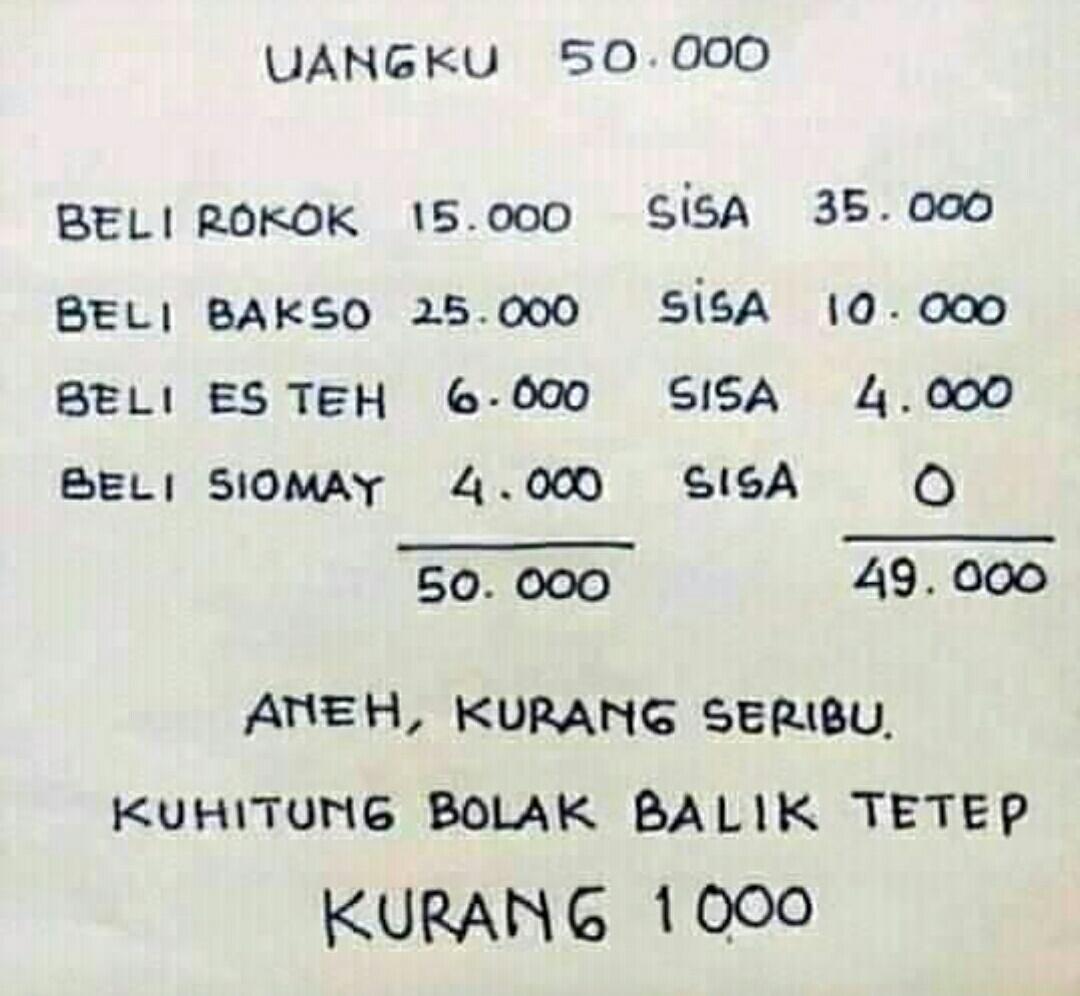 UANGKU 50.000
BELI ROKOK 15.000 SISA 35.000
BELI BAKSO 25.000 SISA 10.000
BELI ES TEH 6.000 SISA 4.000
BELI SIOMAY 4.000 SISA 0
50.000 49.000
ANEH, KURANG SERIBU.
KUHITUNG BOLAK BALIK TETEP
KURANG 1000